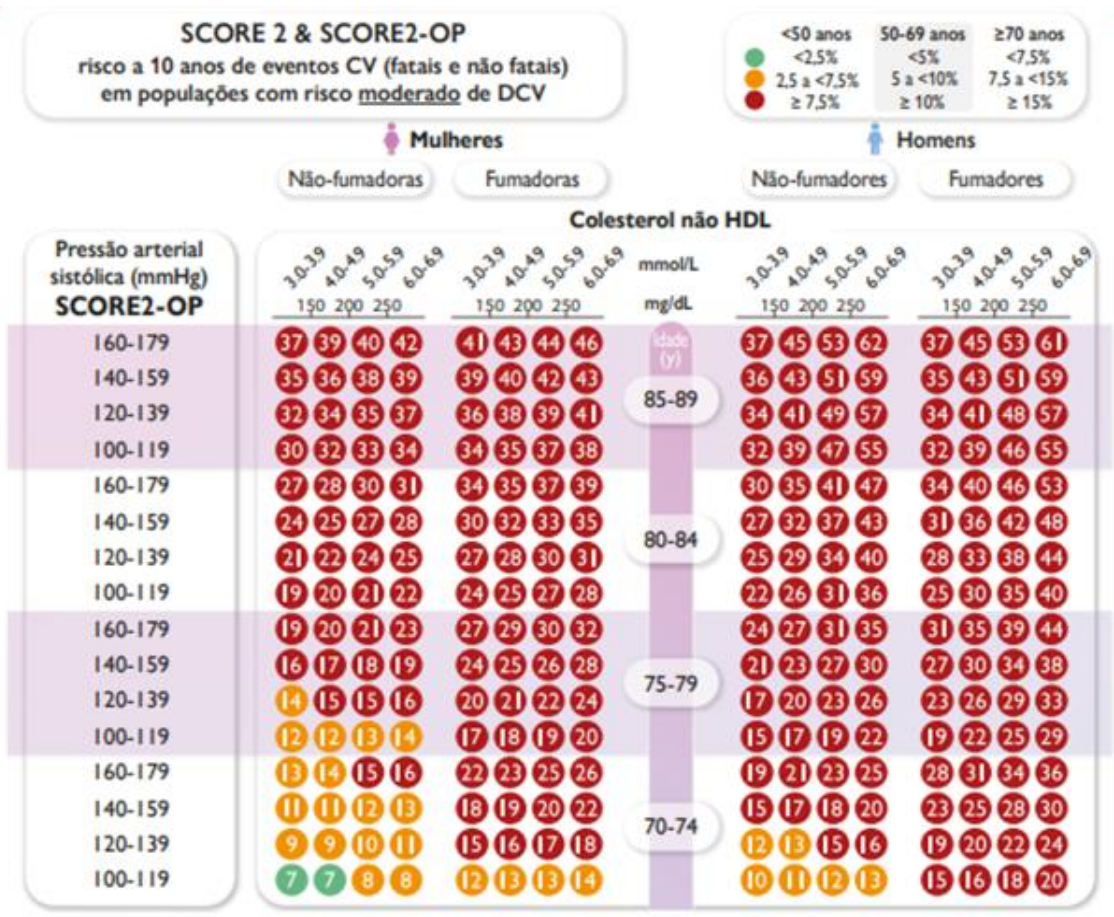 SCORE 2 & SCORE2-OP
risco a 10 anos de eventos CV (fatais e não fatais)
em populações com risco moderado de DCV
<50 anos 50-69 anos ≥70 anos
<2,5% <5% <7,5%
2,5 a <7,5% 5 a <10% 7,5 a <15%
≥ 7,5% ≥ 10% ≥ 15%
Mulheres Homens
Não-fumadoras Fumadoras Não-fumadores Fumadores
Colesterol não HDL
Pressão arterial
sistólica (mmHg)
SCORE2-OP
3.0-3.9 4.0-4.9 5.0-5.9 6.0-6.9 3.0-3.9 4.0-4.9 5.0-5.9 6.0-6.9 mmol/L 3.0-3.9 4.0-4.9 5.0-5.9 6.0-6.9 3.0-3.9 4.0-4.9 5.0-5.9 6.0-6.9
150 200 250 150 200 250 mg/dL 150 200 250 150 200 250
Idade
(y)
160-179 37 39 40 42 41 43 44 46 37 45 53 62 37 45 53 61
140-159 35 36 38 39 39 40 42 43 36 43 51 59 35 43 51 59
85-89
120-139 32 34 35 37 36 38 39 41 34 41 49 57 34 41 48 57
100-119 30 32 33 34 34 35 37 38 32 39 47 55 32 39 46 55
160-179 27 28 30 31 34 35 37 39 30 35 41 47 34 40 46 53
140-159 24 25 27 28 30 32 33 35 27 32 37 43 31 36 42 48
80-84
120-139 21 22 24 25 27 28 30 31 25 29 34 40 28 33 38 44
100-119 19 20 21 22 24 25 27 28 22 26 31 36 25 30 35 40
160-179 19 20 21 23 27 29 30 32 24 27 31 35 31 35 39 44
140-159 16 17 18 19 24 25 26 28 21 23 27 30 27 30 34 38
75-79
120-139 14 15 15 16 20 21 22 24 17 20 23 26 23 26 29 33
100-119 12 12 13 14 17 18 19 20 15 17 19 22 19 22 25 29
160-179 13 14 15 16 22 23 25 26 19 21 23 25 28 31 34 36
140-159 11 11 12 13 18 19 20 22 15 17 18 20 23 25 28 30
70-74
120-139 9 9 10 11 15 16 17 18 12 13 15 16 19 20 22 24
100-119 7 7 8 8 12 13 13 14 10 11 12 13 15 16 18 20